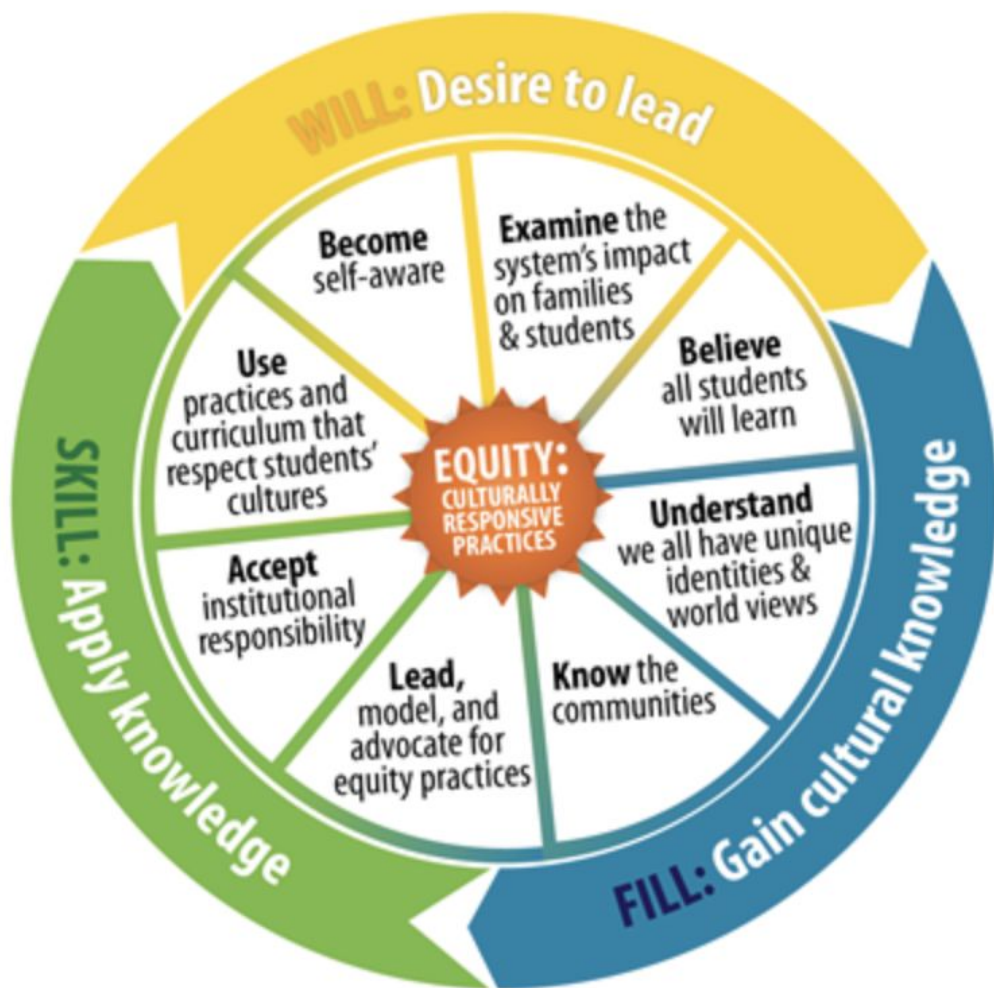 WILL: Desire to lead
Become
self-aware
Examine the
system's impact
on families
& students
Believe
all students
will learn
Understand
we all have unique
identities &
world views
Know the
communities
Lead,
model, and
advocate for
equity practices
Accept
institutional
responsibility
Use
practices and
curriculum that
respect students'
cultures
EQUITY:
CULTURALLY
RESPONSIVE
PRACTICES
FILL: Gain cultural knowledge
SKILL: Apply knowledge